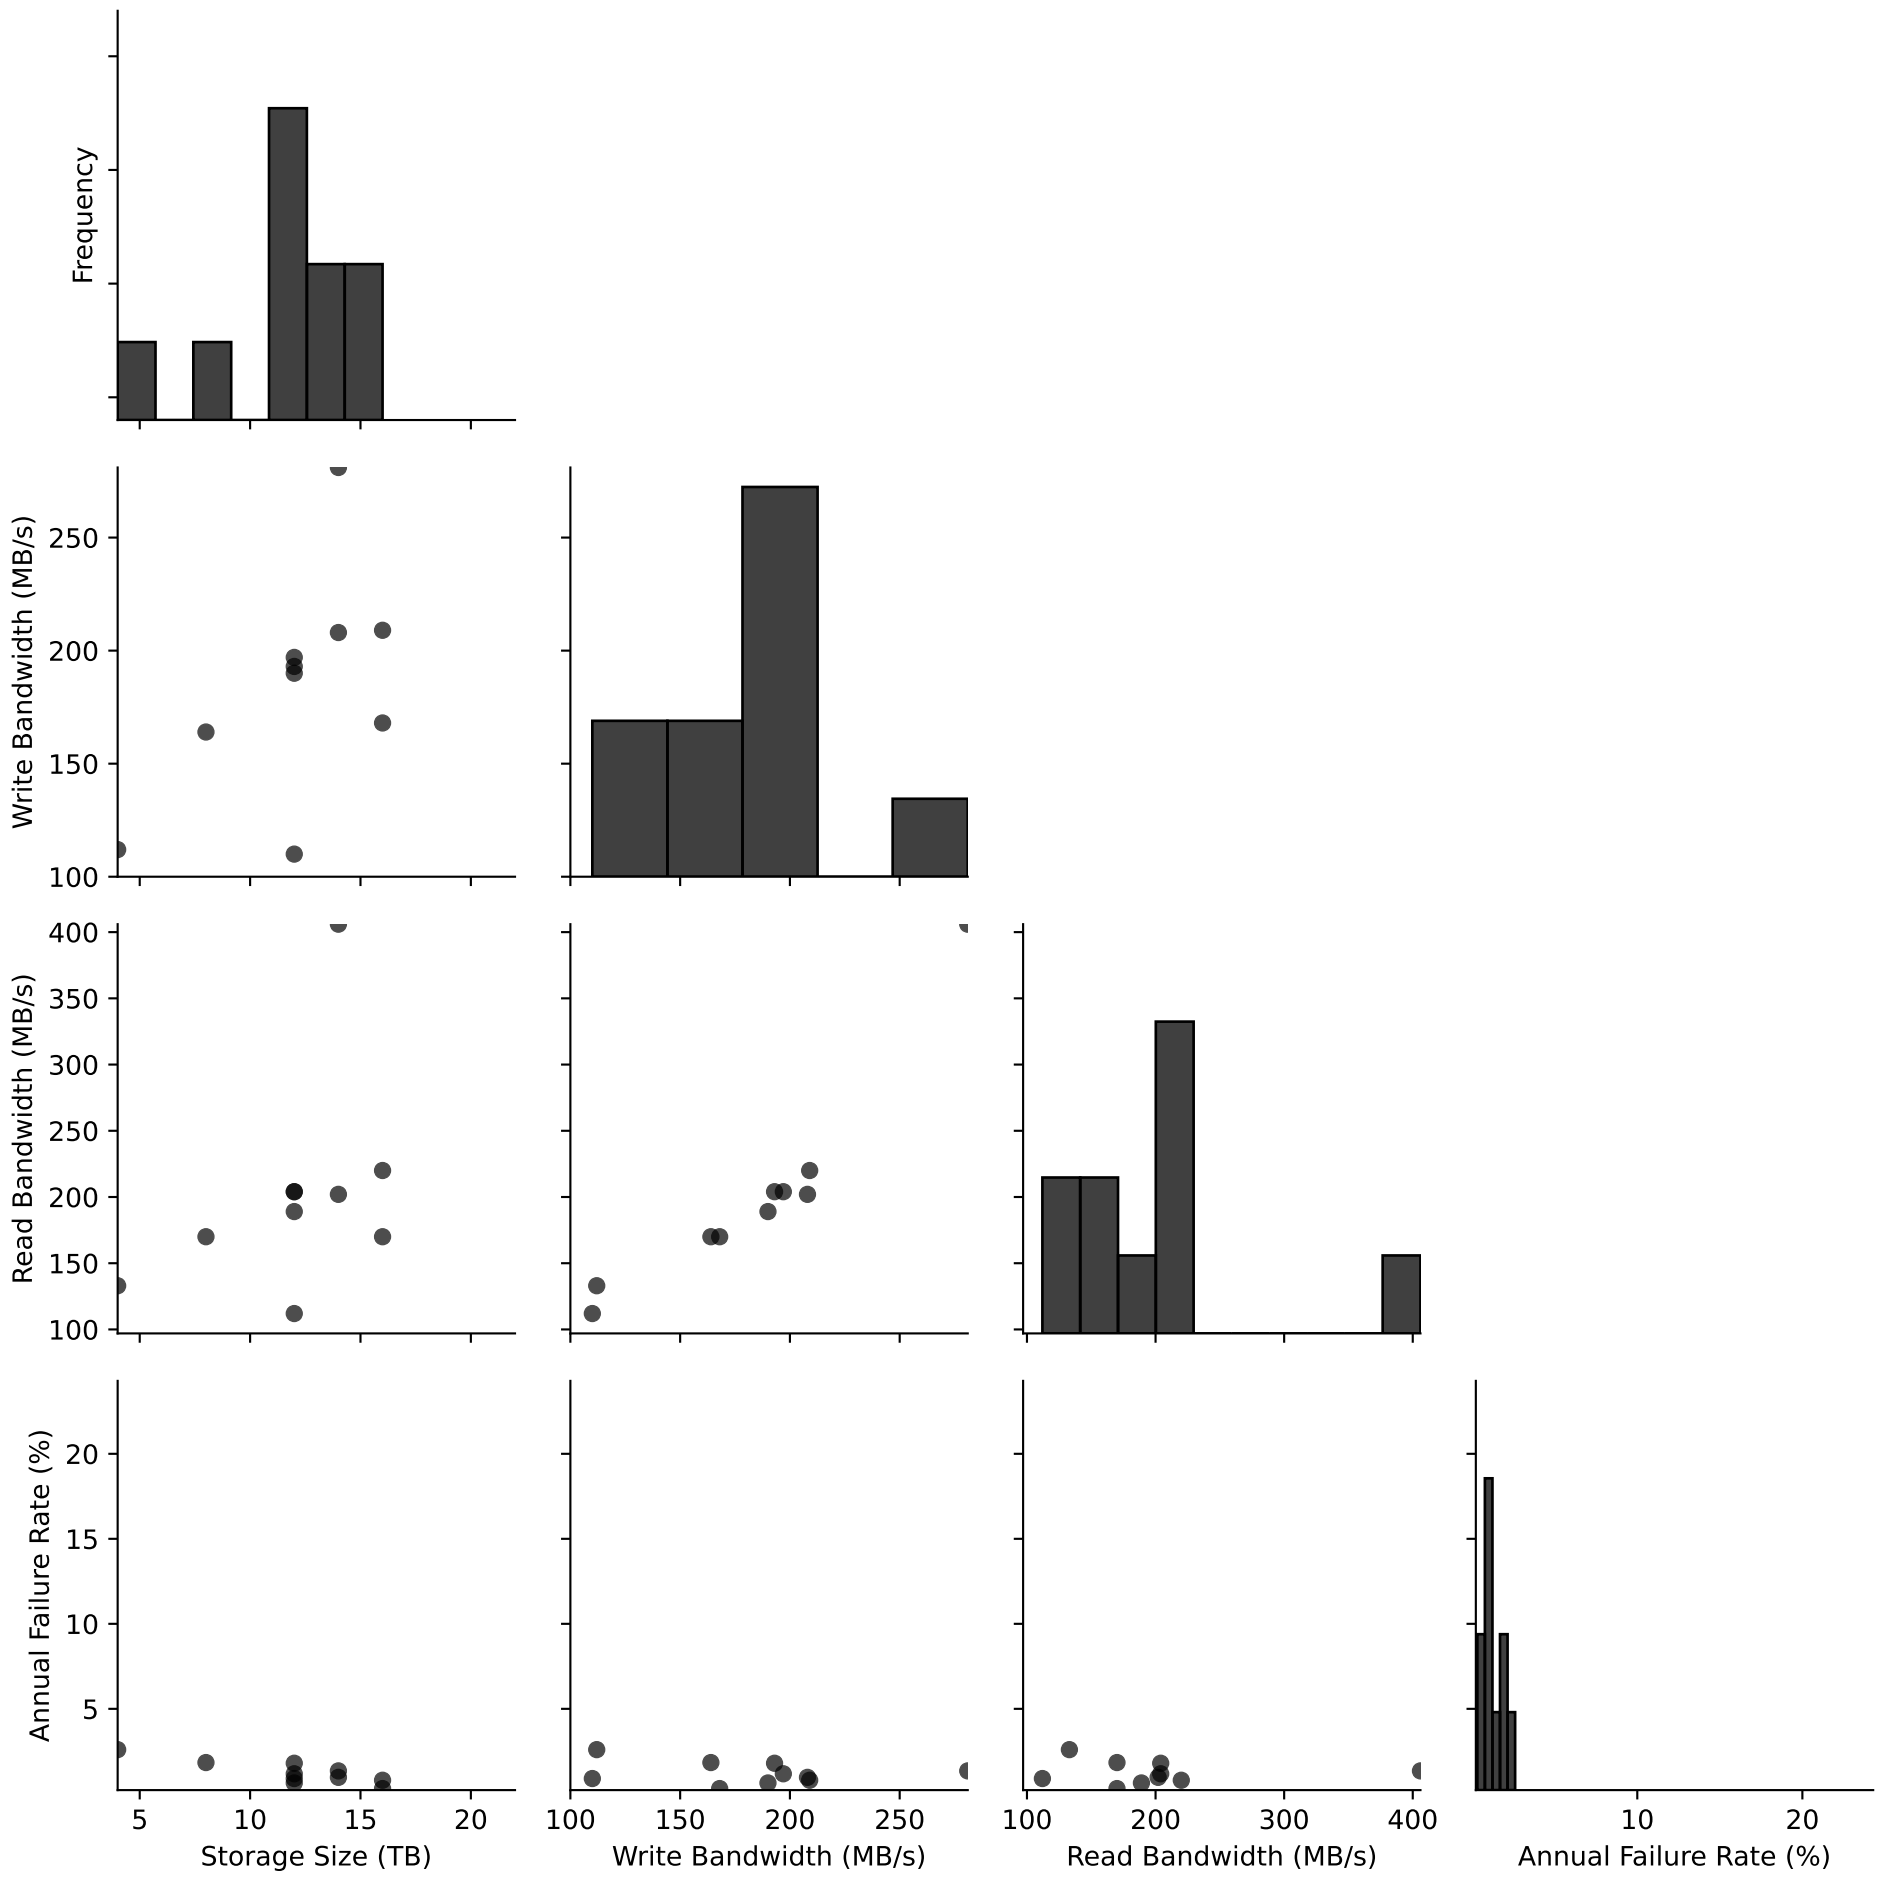 Frequency
Write Bandwidth (MB/s)
250
200
150
100
Read Bandwidth (MB/s)
400
350
300
250
200
150
100
Annual Failure Rate (%)
20
15
10
5
5 10 15 20
100 150 200 250
100 200 300 400
10 20
Storage Size (TB)
Write Bandwidth (MB/s)
Read Bandwidth (MB/s)
Annual Failure Rate (%)